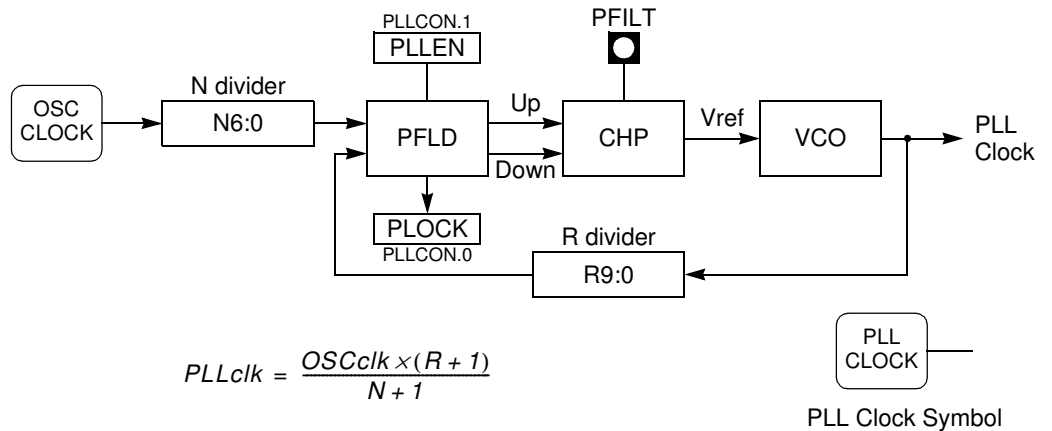 PLLCON.1
PLLEN
PFILT
OSC
CLOCK
N divider
N6:0
PFLD
Up
Down
CHP
Vref
VCO
PLL
Clock
PLOCK
PLLCON.0
R divider
R9:0
PLLclk = OSCclk × (R + 1)
N + 1
PLL
CLOCK
PLL Clock Symbol